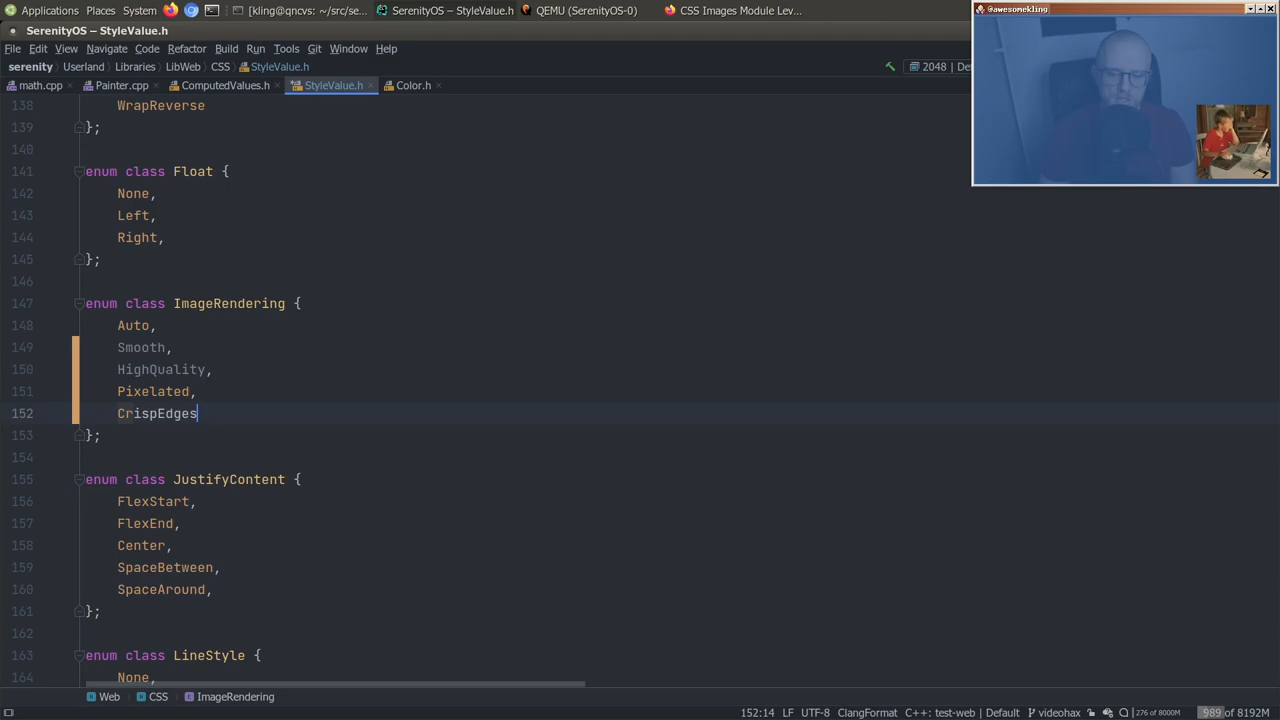 Applications Places System [kling@qncvs: ~/src/se... SerenityOS – StyleValue.h QEMU (SerenityOS-0) CSS Images Module Lev...
@awesomekling
SerenityOS – StyleValue.h
File Edit View Navigate Code Refactor Build Run Tools Git Window Help
serenity Userland Libraries LibWeb CSS StyleValue.h 2048 | De
math.cpp Painter.cpp ComputedValues.h StyleValue.h Color.h
138 WrapReverse
139 };
140
141 enum class Float {
142 None,
143 Left,
144 Right,
145 };
146
147 enum class ImageRendering {
148 Auto,
149 Smooth,
150 HighQuality,
151 Pixelated,
152 CrispEdges
153 };
154
155 enum class JustifyContent {
156 FlexStart,
157 FlexEnd,
158 Center,
159 SpaceBetween,
160 SpaceAround,
161 };
162
163 enum class LineStyle {
164 None,
Web CSS ImageRendering
152:14 LF UTF-8 ClangFormat C++: test-web | Default videohax 276 of 8000M 989 of 8192M